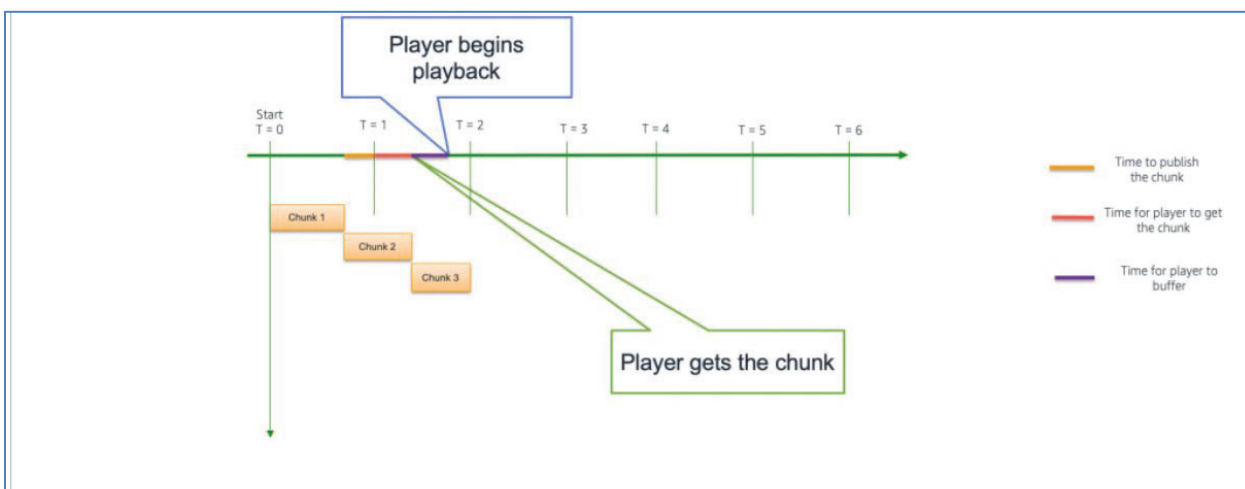 Player begins
playback
Start
T = 0
T = 1
T = 2
T = 3
T = 4
T = 5
T = 6
Chunk 1
Chunk 2
Chunk 3
Player gets the chunk
Time to publish
the chunk
Time for player to get
the chunk
Time for player to
buffer